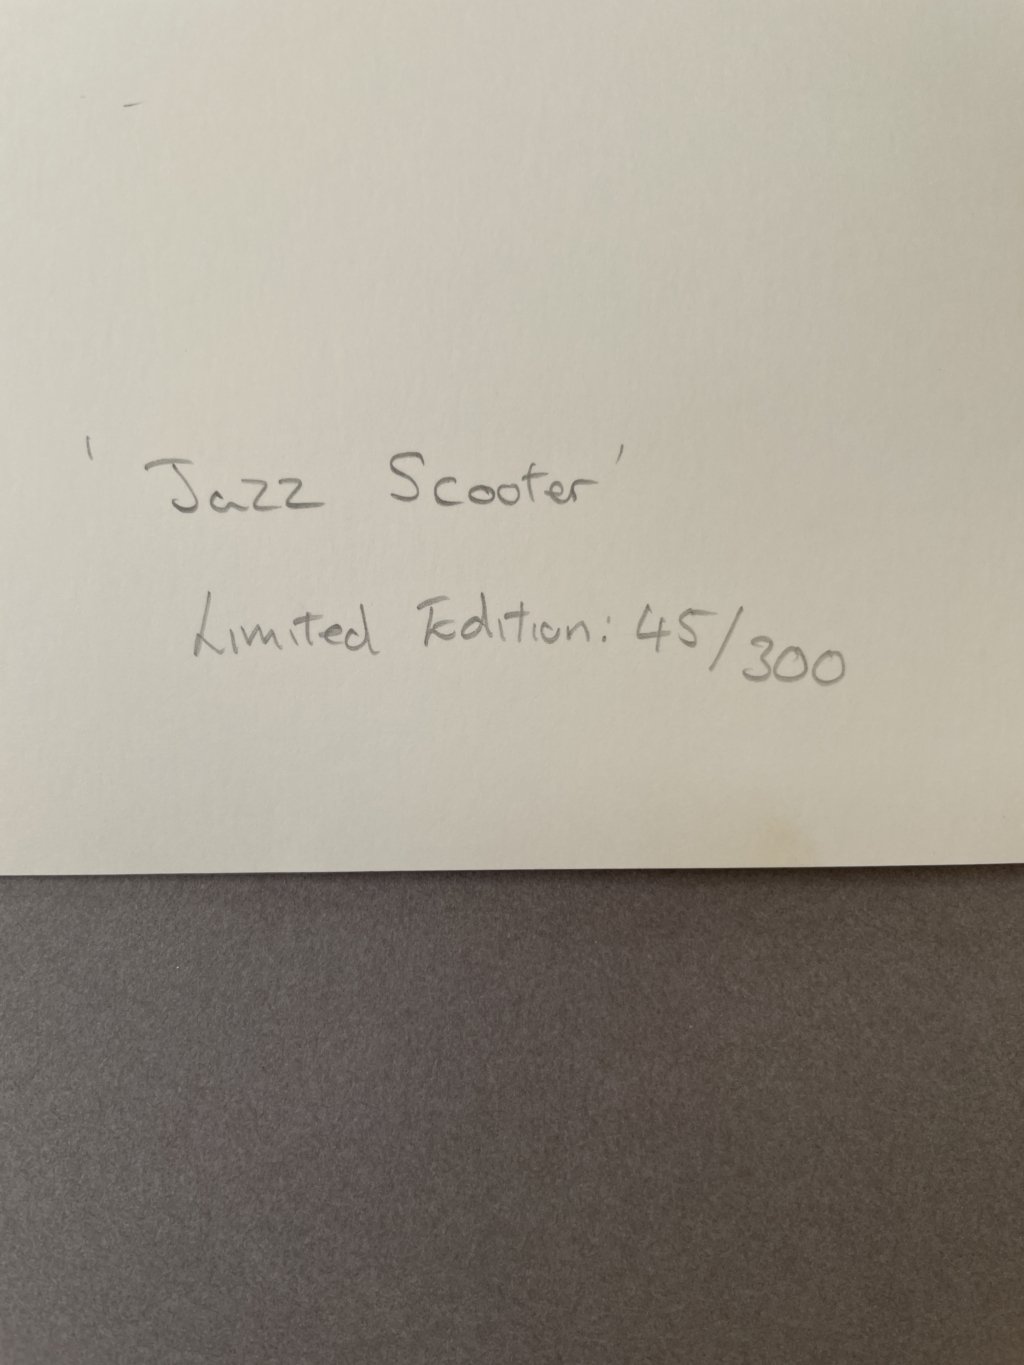 'Jazz Scooter'
Limited Edition: 45/300